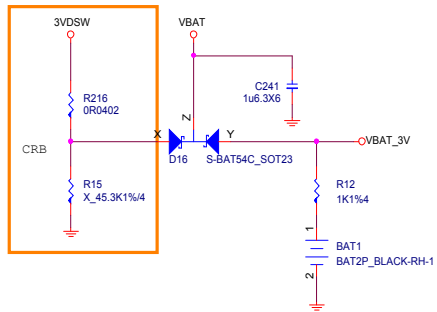 3VDSW
VBAT
R216
0R0402
C241
1u6.3X6
CRB
X
Z
Y
D16
S-BAT54C_SOT23
VBAT_3V
R15
X_45.3K1%/4
R12
1K1%4
1
BAT1
BAT2P_BLACK-RH-1
2